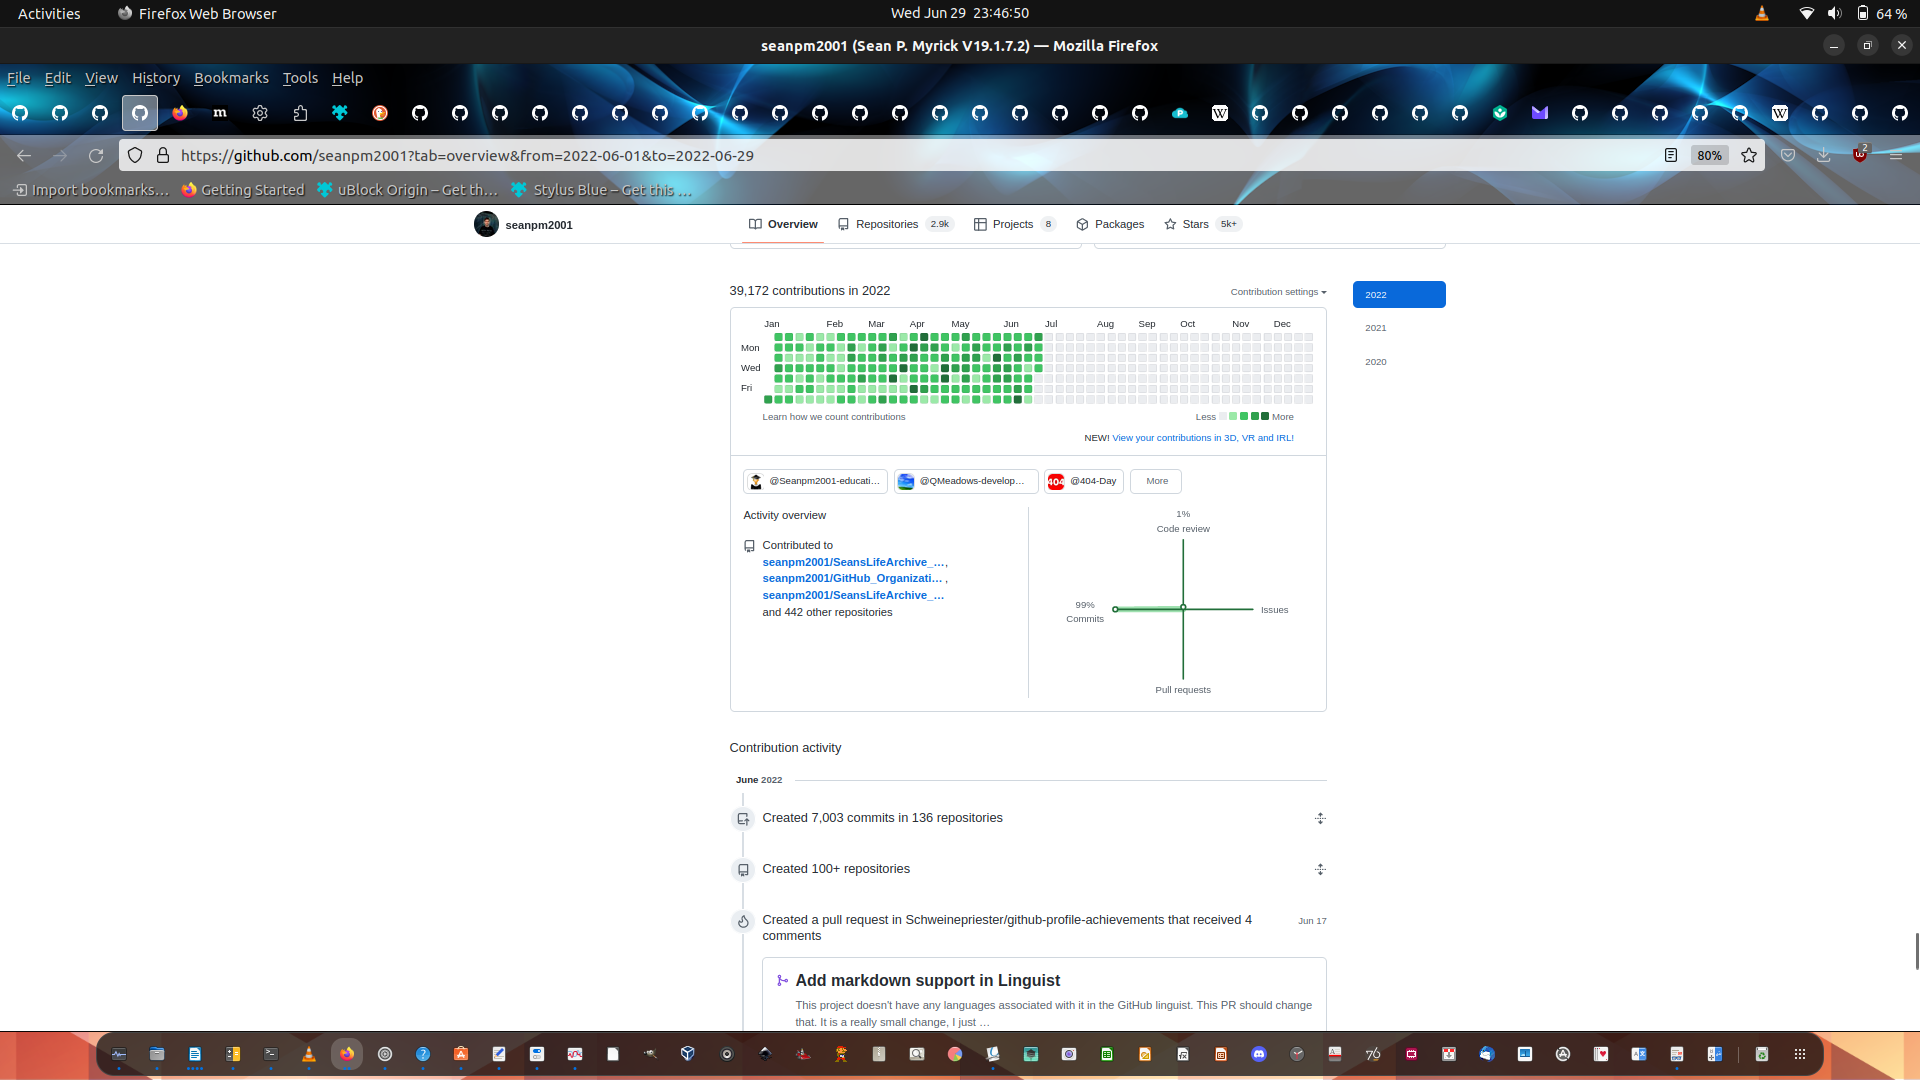 Activities
Firefox Web Browser
Wed Jun 29 23:46:50
64 %
seanpm2001 (Sean P. Myrick V19.1.7.2) — Mozilla Firefox
File Edit View History Bookmarks Tools Help
https://github.com/seanpm2001?tab=overview&from=2022-06-01&to=2022-06-29
80%
2
Import bookmarks…
Getting Started
uBlock Origin – Get th…
Stylus Blue – Get this …
seanpm2001
Overview
Repositories 2.9k
Projects 8
Packages
Stars 5k+
39,172 contributions in 2022
Contribution settings
2022
2021
2020
Jan Feb Mar Apr May Jun Jul Aug Sep Oct Nov Dec
Mon
Wed
Fri
Learn how we count contributions
Less
More
NEW! View your contributions in 3D, VR and IRL!
@Seanpm2001-educati…
@QMeadows-develop…
404
@404-Day
More
Activity overview
Contributed to
seanpm2001/SeansLifeArchive_…,
seanpm2001/GitHub_Organizati… ,
seanpm2001/SeansLifeArchive_…
and 442 other repositories
1%
Code review
99%
Commits
Issues
Pull requests
Contribution activity
June 2022
Created 7,003 commits in 136 repositories
Created 100+ repositories
Created a pull request in Schweinepriester/github-profile-achievements that received 4
comments
Jun 17
Add markdown support in Linguist
This project doesn't have any languages associated with it in the GitHub linguist. This PR should change
that. It is a really small change, I just …